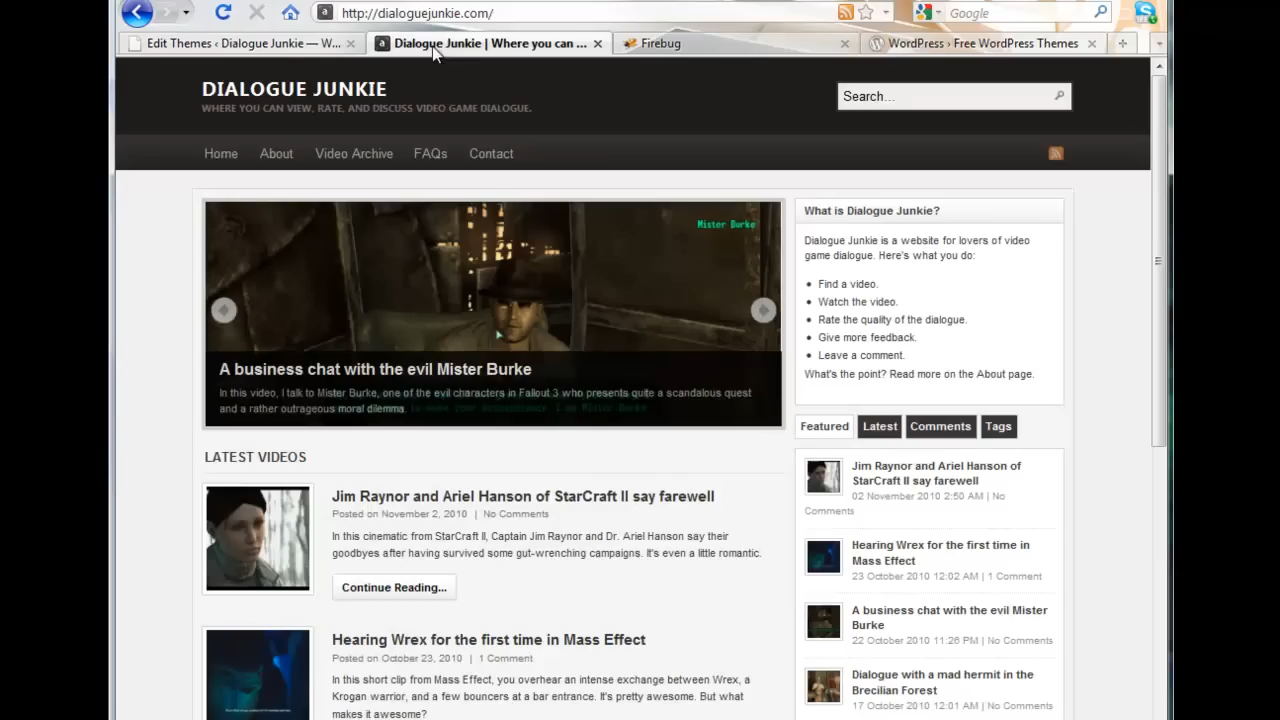 http://dialoguejunkie.com/
Google
Edit Themes ‹ Dialogue Junkie — W...
Dialogue Junkie | Where you can ...
Firebug
WordPress › Free WordPress Themes
DIALOGUE JUNKIE
WHERE YOU CAN VIEW, RATE, AND DISCUSS VIDEO GAME DIALOGUE.
Search...
Home
About
Video Archive
FAQs
Contact
Mister Burke
A business chat with the evil Mister Burke
In this video, I talk to Mister Burke, one of the evil characters in Fallout 3 who presents quite a scandalous quest
and a rather outrageous moral dilemma.
What is Dialogue Junkie?
Dialogue Junkie is a website for lovers of video
game dialogue. Here's what you do:
Find a video.
Watch the video.
Rate the quality of the dialogue.
Give more feedback.
Leave a comment.
What's the point? Read more on the About page.
LATEST VIDEOS
Jim Raynor and Ariel Hanson of StarCraft II say farewell
Posted on November 2, 2010 | No Comments
In this cinematic from StarCraft II, Captain Jim Raynor and Dr. Ariel Hanson say their
goodbyes after having survived some gut-wrenching campaigns. It's even a little romantic.
Continue Reading...
Hearing Wrex for the first time in Mass Effect
Posted on October 23, 2010 | 1 Comment
In this short clip from Mass Effect, you overhear an intense exchange between Wrex, a
Krogan warrior, and a few bouncers at a bar entrance. It's pretty awesome. But what
makes it awesome?
Featured
Latest
Comments
Tags
Jim Raynor and Ariel Hanson of
StarCraft II say farewell
02 November 2010 2:50 AM | No
Comments
Hearing Wrex for the first time in
Mass Effect
23 October 2010 12:02 AM | 1 Comment
A business chat with the evil Mister
Burke
22 October 2010 11:26 PM | No Comments
Dialogue with a mad hermit in the
Brecilian Forest
17 October 2010 12:01 AM | No Comments